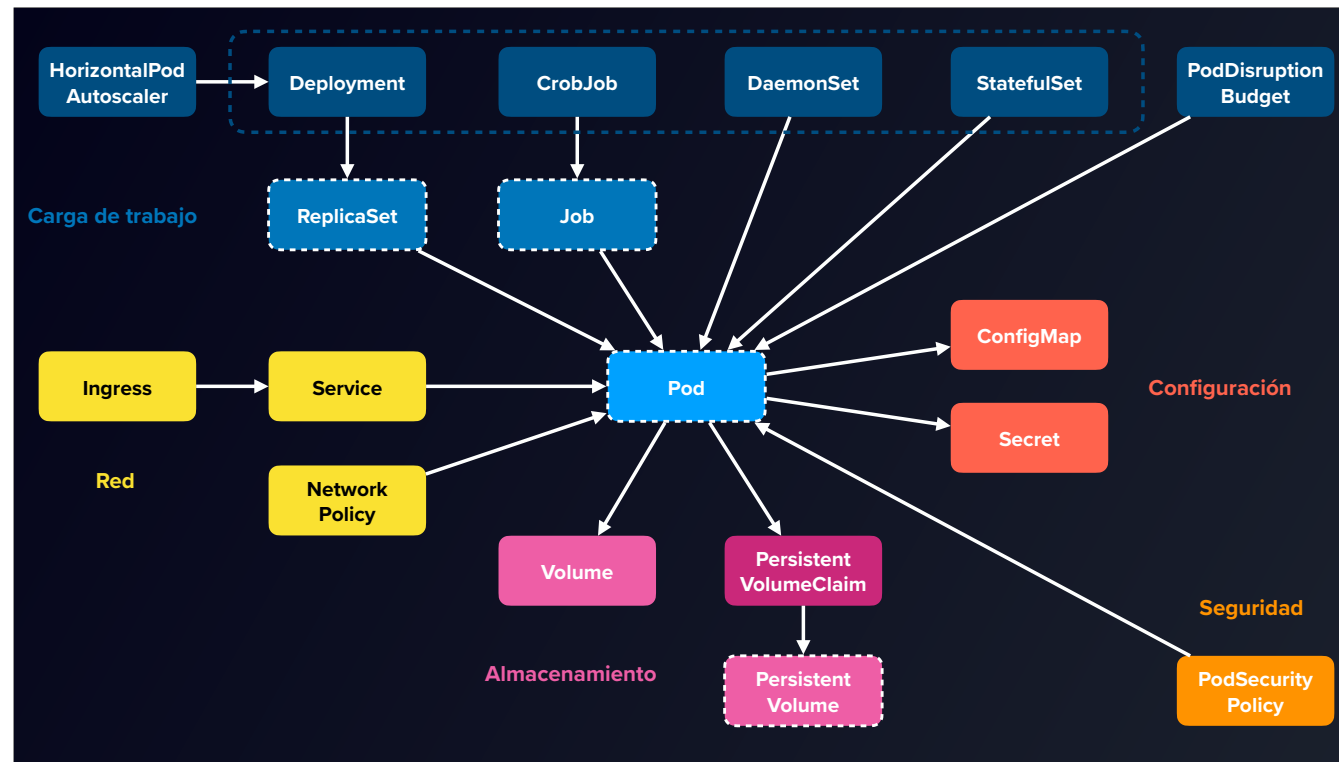 HorizontalPod
Autoscaler
Deployment
CrobJob
DaemonSet
StatefulSet
PodDisruption
Budget
Carga de trabajo
ReplicaSet
Job
ConfigMap
Ingress
Service
Pod
Configuración
Secret
Red
Network
Policy
Volume
Persistent
VolumeClaim
Seguridad
Almacenamiento
Persistent
Volume
PodSecurity
Policy